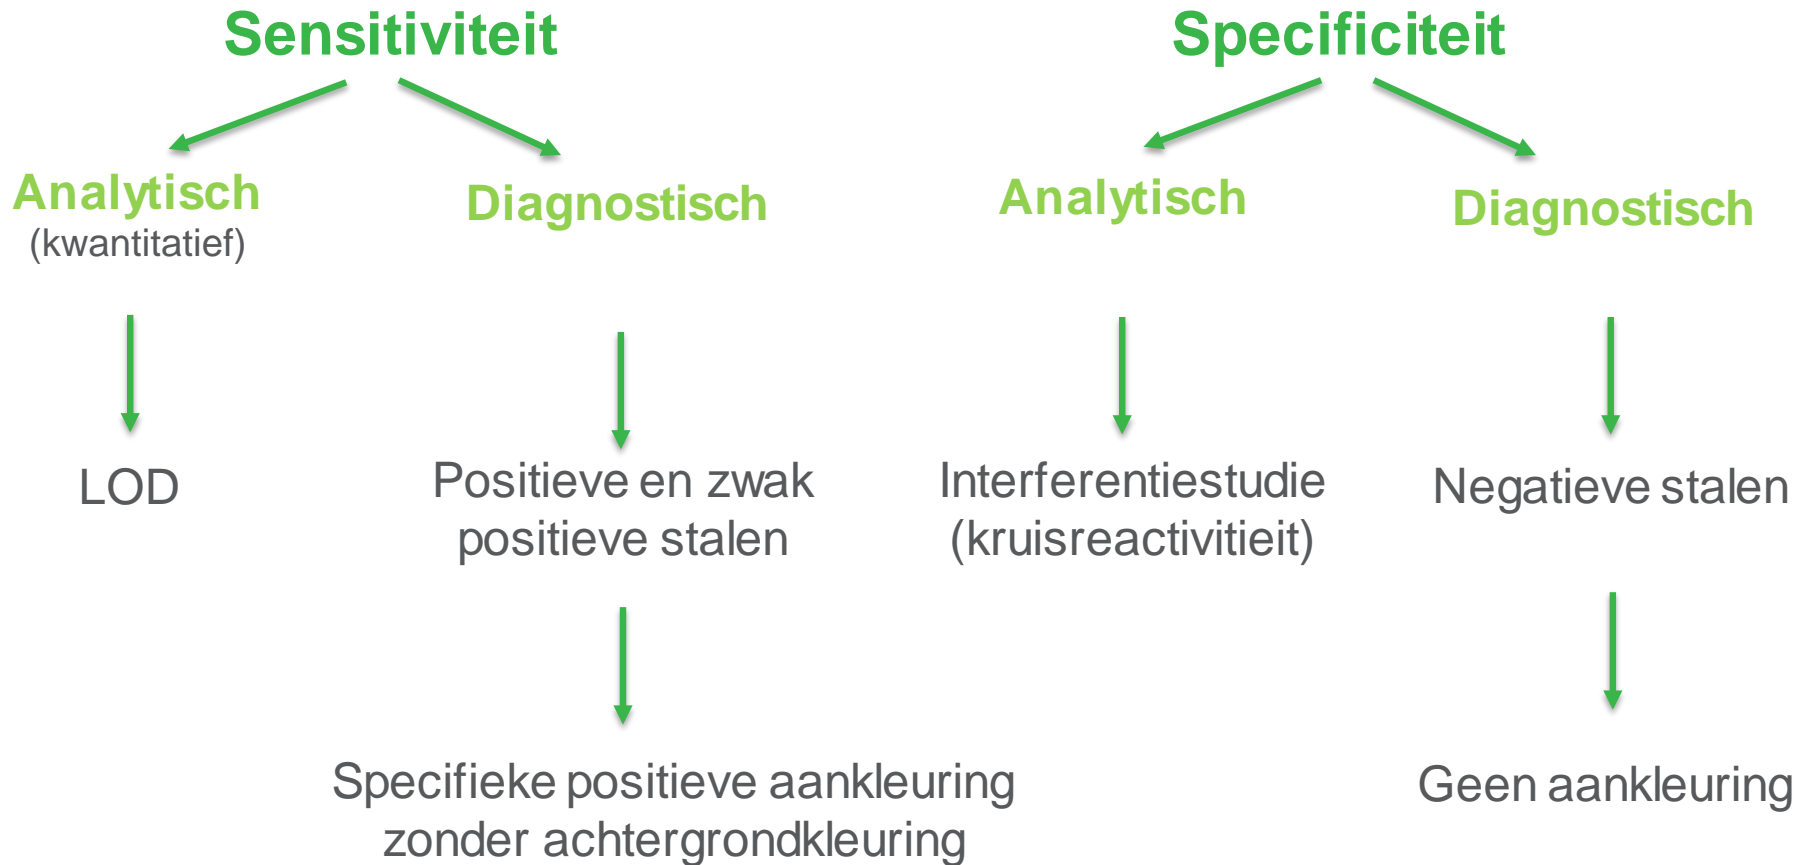 Sensitiviteit
Analytisch
(kwantitatief)
Diagnostisch
LOD
Positieve en zwak
positieve stalen
Specifieke positieve aankleuring
zonder achtergrondkleuring
Specificiteit
Analytisch
Diagnostisch
Interferentiestudie
(kruisreactivitieit)
Negatieve stalen
Geen aankleuring